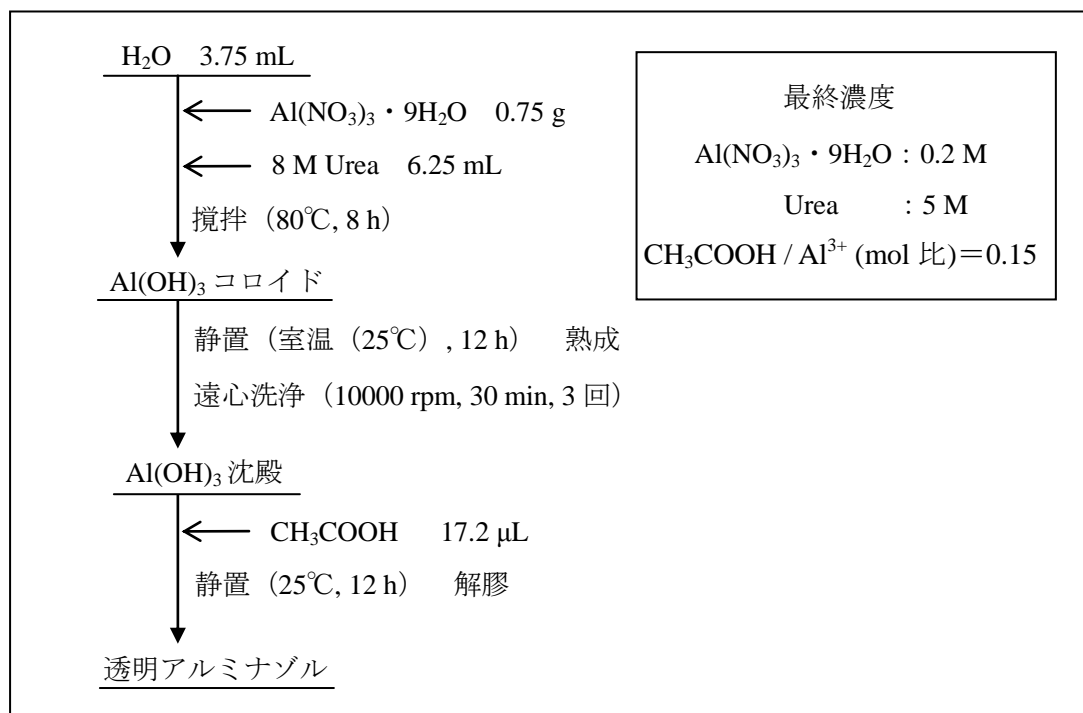 H₂O 3.75 mL
Al(NO₃)₃・9H₂O 0.75 g
8 M Urea 6.25 mL
撹拌（80℃, 8 h）
Al(OH)₃コロイド
静置（室温（25℃）, 12 h） 熟成
遠心洗浄（10000 rpm, 30 min, 3 回）
Al(OH)₃沈殿
CH₃COOH 17.2 μL
静置（25℃, 12 h） 解膠
透明アルミナゾル
最終濃度
Al(NO₃)₃・9H₂O : 0.2 M
Urea : 5 M
CH₃COOH / Al³⁺ (mol 比)＝0.15